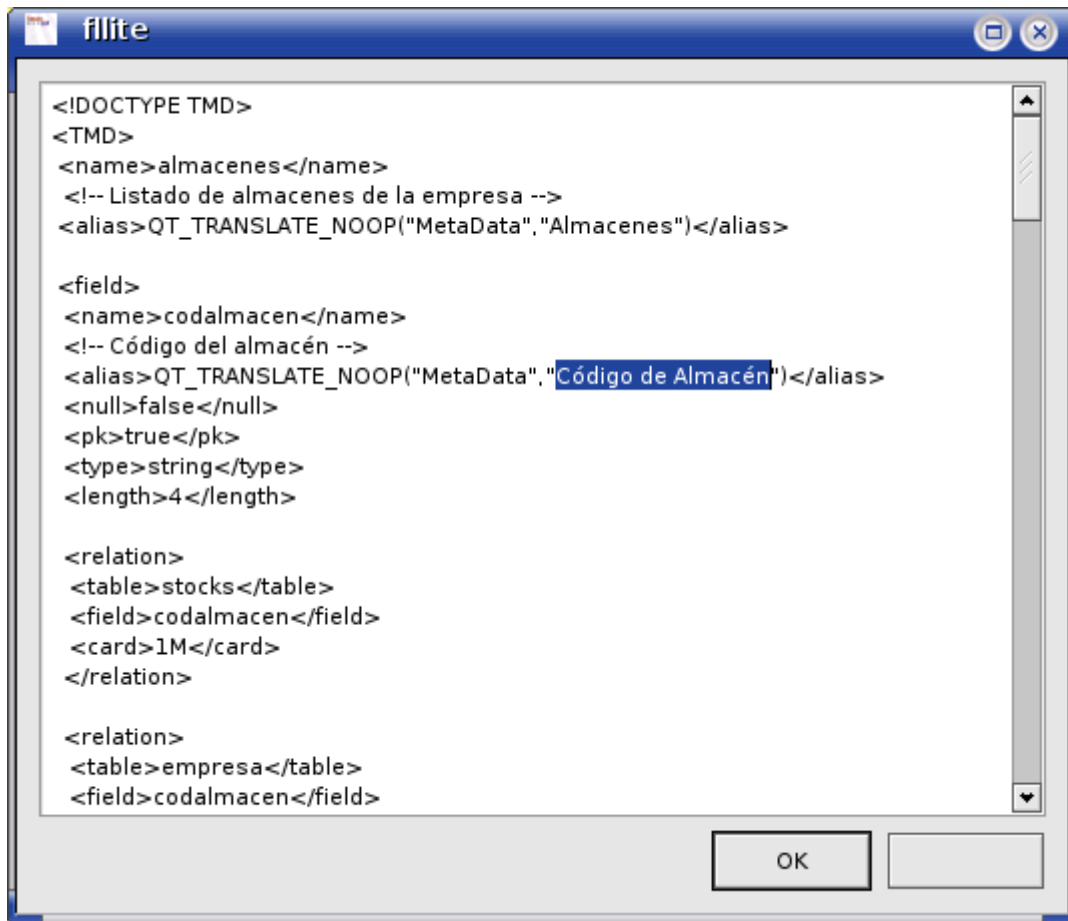 fllite
<!DOCTYPE TMD>
<TMD>
<name>almacenes</name>
<!-- Listado de almacenes de la empresa -->
<alias>QT_TRANSLATE_NOOP("MetaData","Almacenes")</alias>
<field>
<name>codalmacen</name>
<!-- Código del almacén -->
<alias>QT_TRANSLATE_NOOP("MetaData","Código de Almacén")</alias>
<null>false</null>
<pk>true</pk>
<type>string</type>
<length>4</length>
<relation>
<table>stocks</table>
<field>codalmacen</field>
<card>1M</card>
</relation>
<relation>
<table>empresa</table>
<field>codalmacen</field>
OK